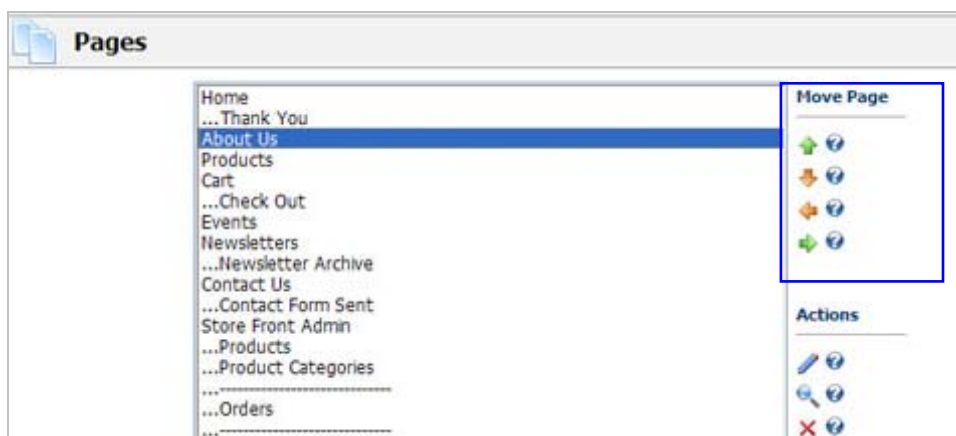 Pages
Home
...Thank You
About Us
Products
Cart
...Check Out
Events
Newsletters
...Newsletter Archive
Contact Us
...Contact Form Sent
Store Front Admin
...Products
...Product Categories
...------------------------------
...Orders
...------------------------------
Move Page
?
?
?
?
Actions
?
?
?